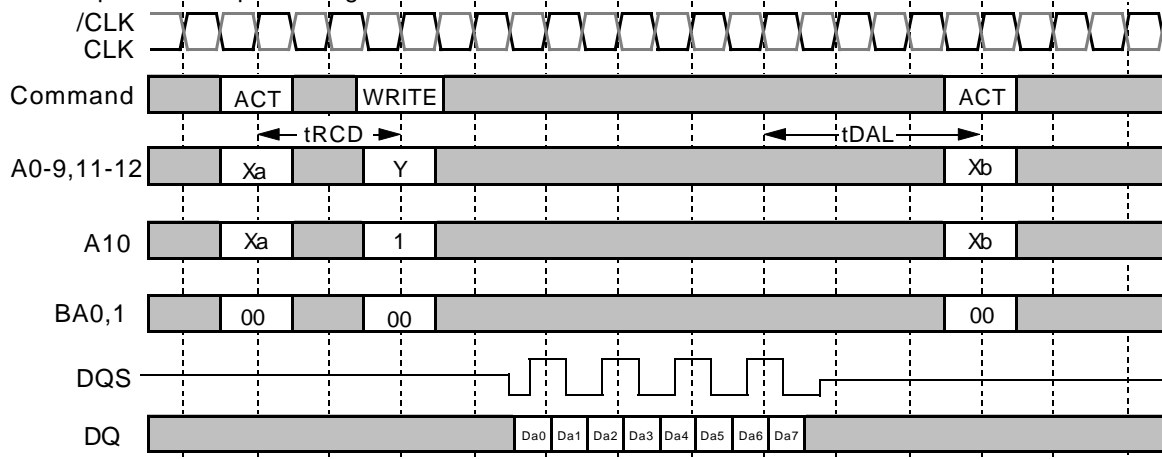 /CLK
CLK
Command ACT WRITE ACT
tRCD tDAL
A0-9,11-12 Xa Y Xb
A10 Xa 1 Xb
BA0,1 00 00 00
DQS
DQ Da0 Da1 Da2 Da3 Da4 Da5 Da6 Da7